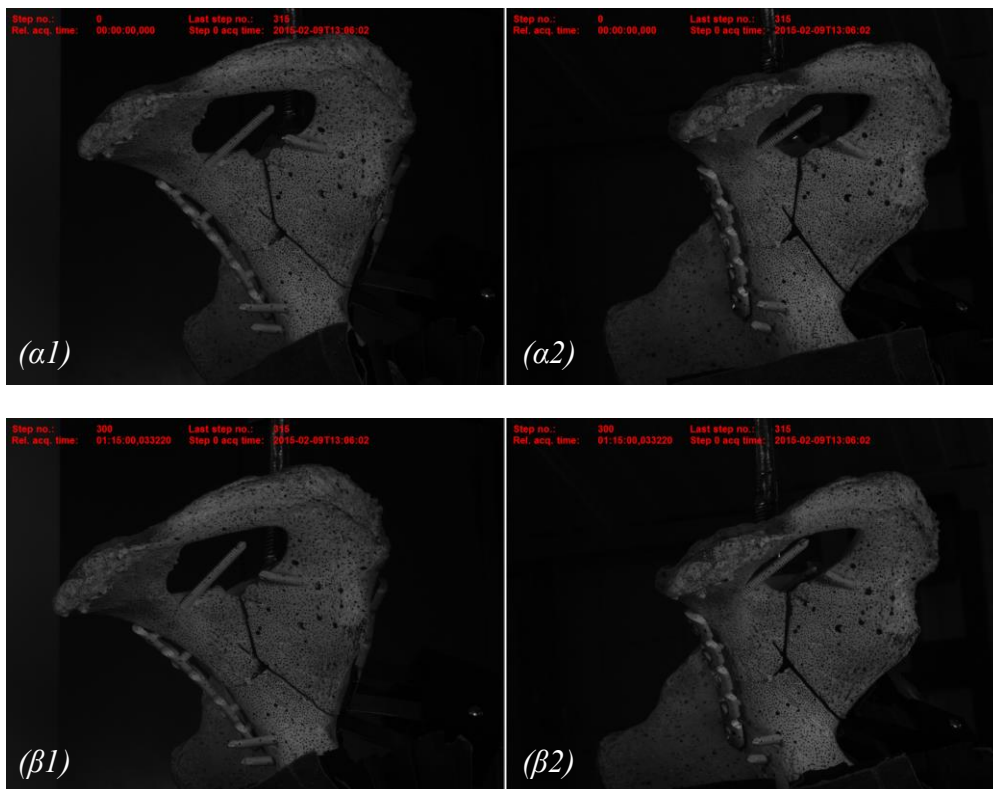 Step no.: 0 Last step no.: 315
Rel. acq. time: 00:00:00,000 Step 0 acq time: 2015-02-09T13:06:02
(α1)
Step no.: 0 Last step no.: 315
Rel. acq. time: 00:00:00,000 Step 0 acq time: 2015-02-09T13:06:02
(α2)
Step no.: 300 Last step no.: 315
Rel. acq. time: 01:15:00,033220 Step 0 acq time: 2015-02-09T13:06:02
(β1)
Step no.: 300 Last step no.: 315
Rel. acq. time: 01:15:00,033220 Step 0 acq time: 2015-02-09T13:06:02
(β2)